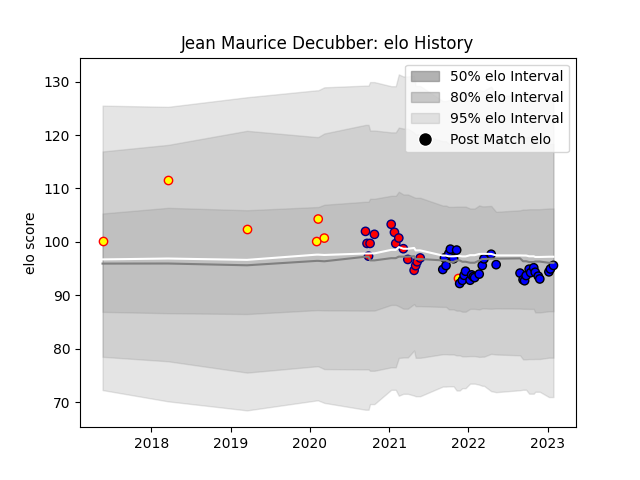 Jean Maurice Decubber: elo History
50% elo Interval
80% elo Interval
95% elo Interval
Post Match elo
elo score
130
120
110
100
90
80
70
2018
2019
2020
2021
2022
2023